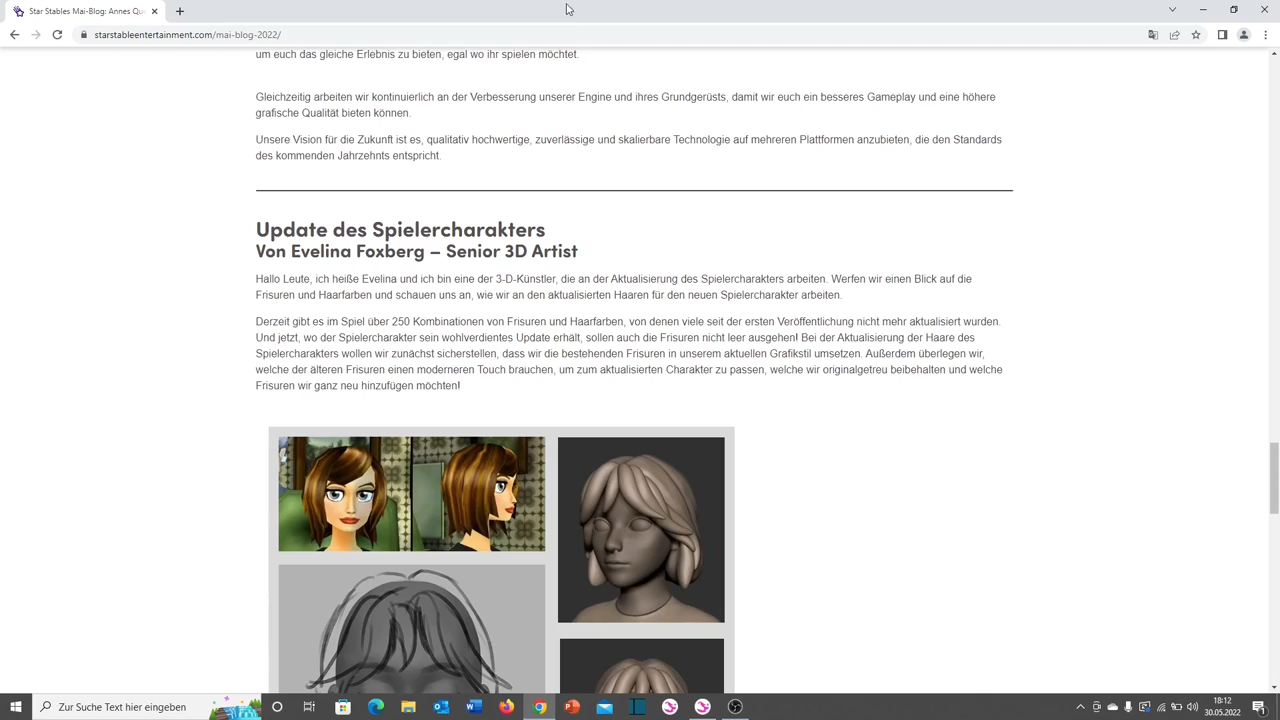 Star Stables Mai-Blog: Annes Que
starstableentertainment.com/mai-blog-2022/
um euch das gleiche Erlebnis zu bieten, egal wo ihr spielen möchtet.
Gleichzeitig arbeiten wir kontinuierlich an der Verbesserung unserer Engine und ihres Grundgerüsts, damit wir euch ein besseres Gameplay und eine höhere
grafische Qualität bieten können.
Unsere Vision für die Zukunft ist es, qualitativ hochwertige, zuverlässige und skalierbare Technologie auf mehreren Plattformen anzubieten, die den Standards
des kommenden Jahrzehnts entspricht.
Update des Spielercharakters
Von Evelina Foxberg – Senior 3D Artist
Hallo Leute, ich heiße Evelina und ich bin eine der 3-D-Künstler, die an der Aktualisierung des Spielercharakters arbeiten. Werfen wir einen Blick auf die
Frisuren und Haarfarben und schauen uns an, wie wir an den aktualisierten Haaren für den neuen Spielercharakter arbeiten.
Derzeit gibt es im Spiel über 250 Kombinationen von Frisuren und Haarfarben, von denen viele seit der ersten Veröffentlichung nicht mehr aktualisiert wurden.
Und jetzt, wo der Spielercharakter sein wohlverdientes Update erhält, sollen auch die Frisuren nicht leer ausgehen! Bei der Aktualisierung der Haare des
Spielercharakters wollen wir zunächst sicherstellen, dass wir die bestehenden Frisuren in unserem aktuellen Grafikstil umsetzen. Außerdem überlegen wir,
welche der älteren Frisuren einen moderneren Touch brauchen, um zum aktualisierten Charakter zu passen, welche wir originalgetreu beibehalten und welche
Frisuren wir ganz neu hinzufügen möchten!
Zur Suche Text hier eingeben
18:12
30.05.2022